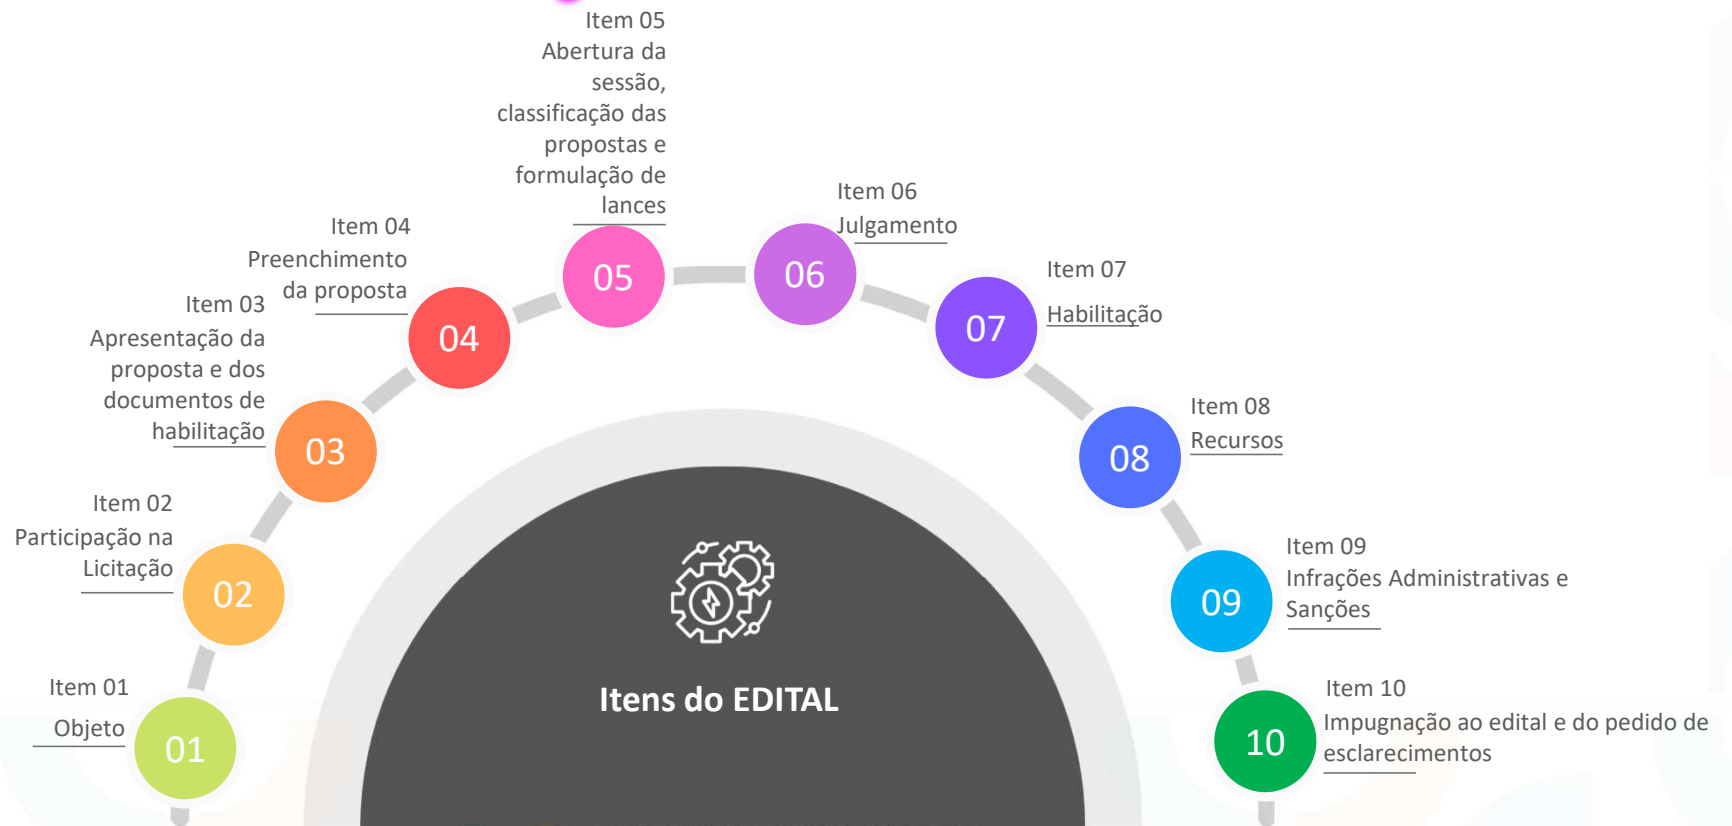 Item 01
Objeto
01
Item 02
Participação na
Licitação
02
Item 03
Apresentação da
proposta e dos
documentos de
habilitação
03
Item 04
Preenchimento
da proposta
04
Item 05
Abertura da
sessão,
classificação das
propostas e
formulação de
lances
05
Item 06
Julgamento
06
Item 07
Habilitação
07
Item 08
Recursos
08
Item 09
Infrações Administrativas e
Sanções
09
Item 10
Impugnação ao edital e do pedido de
esclarecimentos
10
Itens do EDITAL